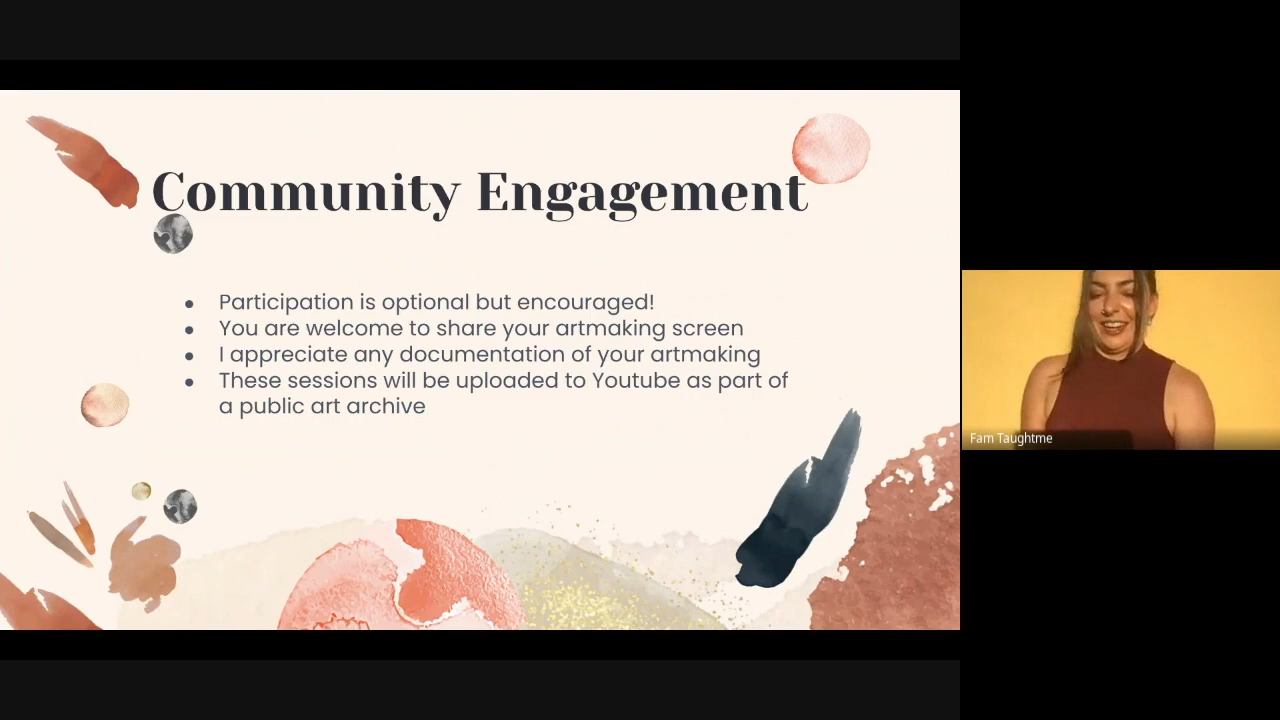 Community Engagement
● Participation is optional but encouraged!
● You are welcome to share your artmaking screen
● I appreciate any documentation of your artmaking
● These sessions will be uploaded to Youtube as part of
a public art archive
Fam Taughtme